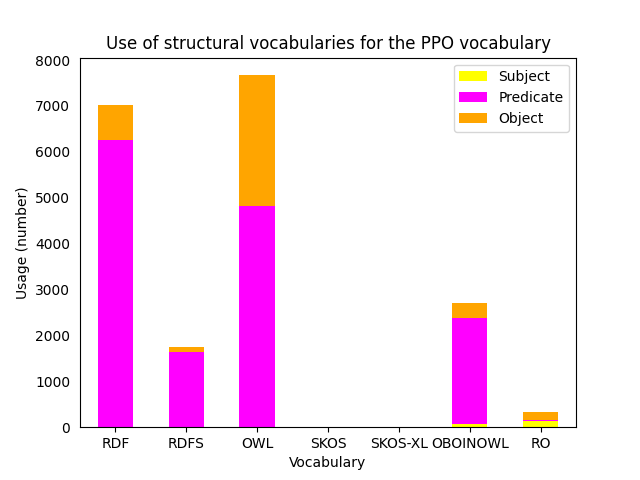 Use of structural vocabularies for the PPO vocabulary
Subject
Predicate
Object
8000
7000
6000
5000
4000
3000
2000
1000
0
Usage (number)
RDF RDFS OWL SKOS SKOS-XL OBOINOWL RO
Vocabulary